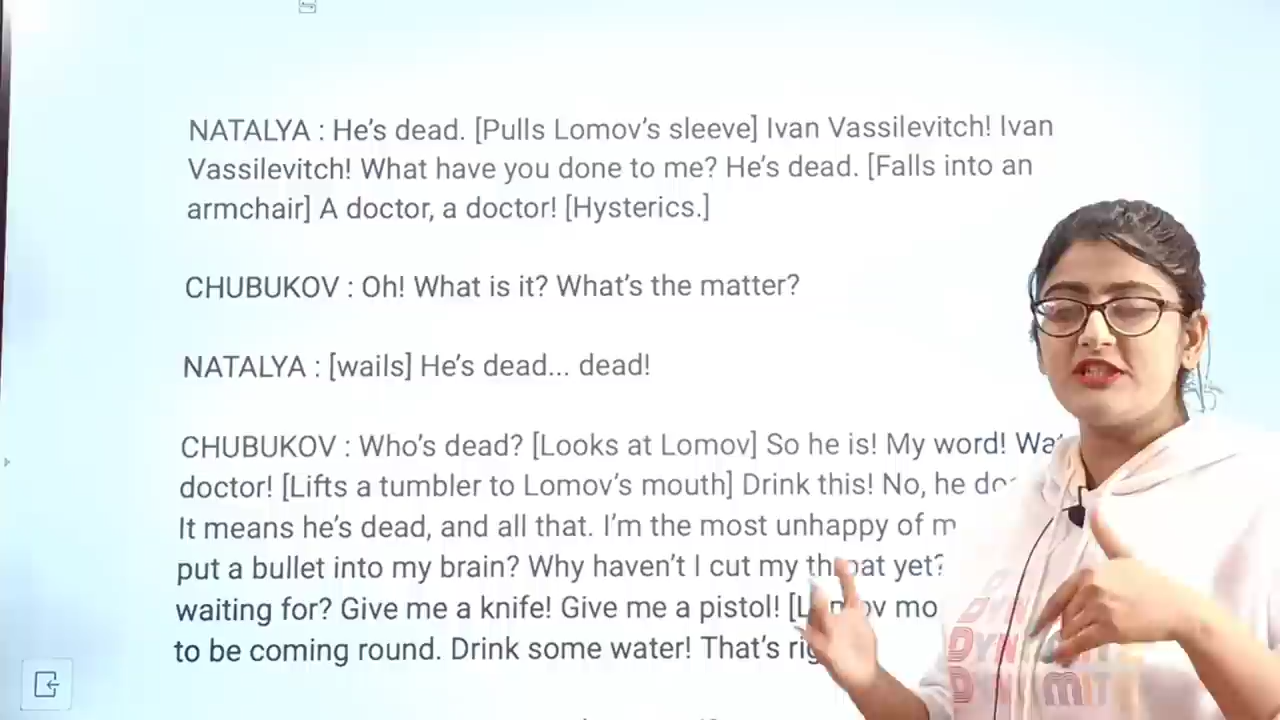 NATALYA : He's dead. [Pulls Lomov's sleeve] Ivan Vassilevitch! Ivan
Vassilevitch! What have you done to me? He's dead. [Falls into an
armchair] A doctor, a doctor! [Hysterics.]
CHUBUKOV : Oh! What is it? What's the matter?
NATALYA : [wails] He's dead... dead!
CHUBUKOV : Who's dead? [Looks at Lomov] So he is! My word!
doctor! [Lifts a tumbler to Lomov's mouth] Drink this! No, he
It means he's dead, and all that. I'm the most unhappy of
put a bullet into my brain? Why haven't I cut my throat yet?
waiting for? Give me a knife! Give me a pistol! [Lomov
to be coming round. Drink some water! That's
DYNAMITE